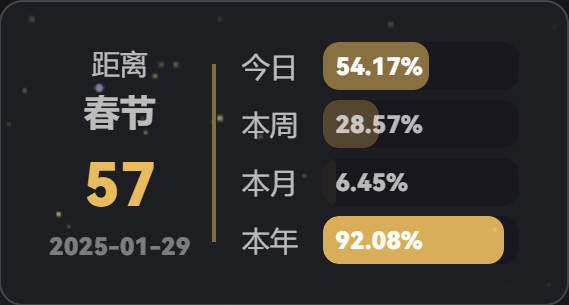 距离
春节
57
2025-01-29
今日 54.17%
本周 28.57%
本月 6.45%
本年 92.08%